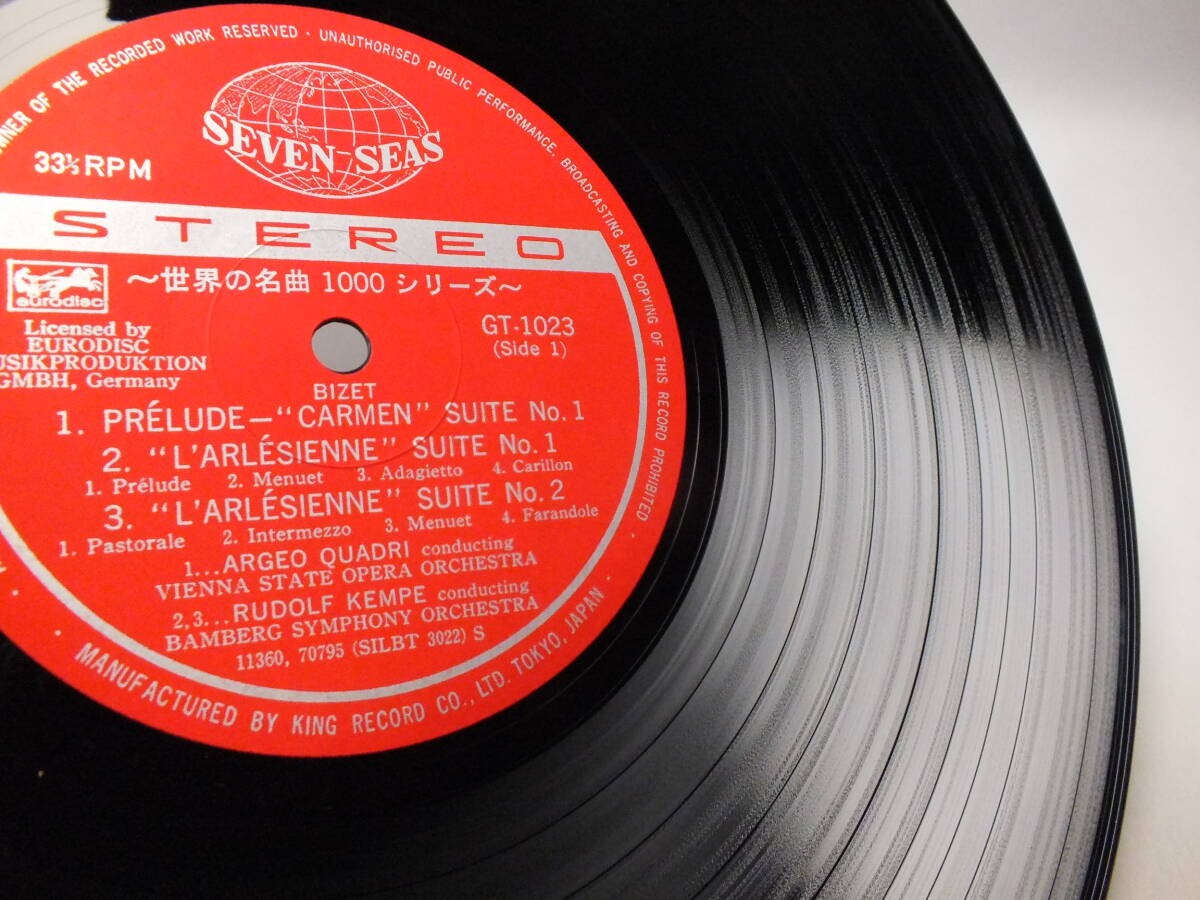 WNER OF THE RECORDED WORK RESERVED · UNAUTHORISED PUBLIC PERFORMANCE, BROADCASTING AND COPYING OF THIS RECORD PROHIBITED ·
SEVEN-SEAS
33⅓RPM
STEREO
eurodisc
～世界の名曲 1000 シリーズ～
Licensed by
EURODISC
USIKPRODUKTION
GMBH, Germany
GT-1023
(Side 1)
BIZET
1. PRÉLUDE—"CARMEN" SUITE No. 1
2. "L'ARLÉSIENNE" SUITE No. 1
1. Prélude 2. Menuet 3. Adagietto 4. Carillon
3. "L'ARLÉSIENNE" SUITE No. 2
1. Pastorale 2. Intermezzo 3. Menuet 4. Farandole
1...ARGEO QUADRI conducting
VIENNA STATE OPERA ORCHESTRA
2,3...RUDOLF KEMPE conducting
BAMBERG SYMPHONY ORCHESTRA
11360, 70795 (SILBT 3022) S
· MANUFACTURED BY KING RECORD CO., LTD. TOKYO, JAPAN ·